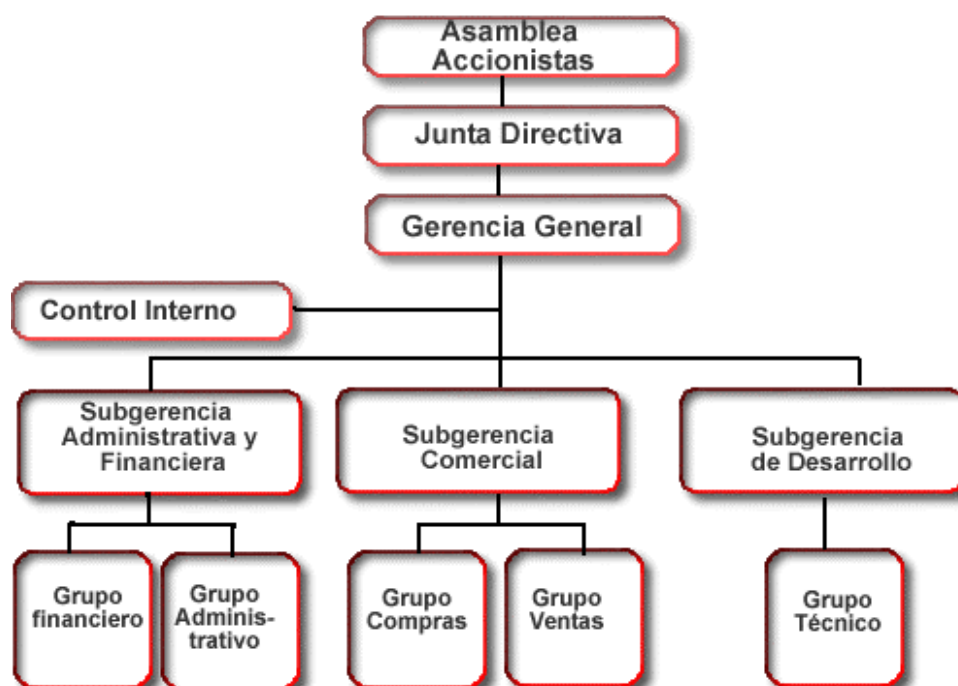 Asamblea
Accionistas
Junta Directiva
Gerencia General
Control Interno
Subgerencia
Administrativa y
Financiera
Subgerencia
Comercial
Subgerencia
de Desarrollo
Grupo
financiero
Grupo
Adminis-
trativo
Grupo
Compras
Grupo
Ventas
Grupo
Técnico